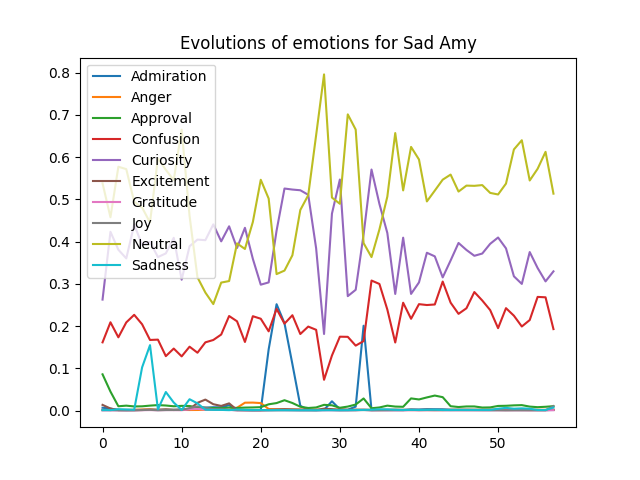 Evolutions of emotions for Sad Amy
0.8
0.7
0.6
0.5
0.4
0.3
0.2
0.1
0.0
Admiration
Anger
Approval
Confusion
Curiosity
Excitement
Gratitude
Joy
Neutral
Sadness
0
10
20
30
40
50